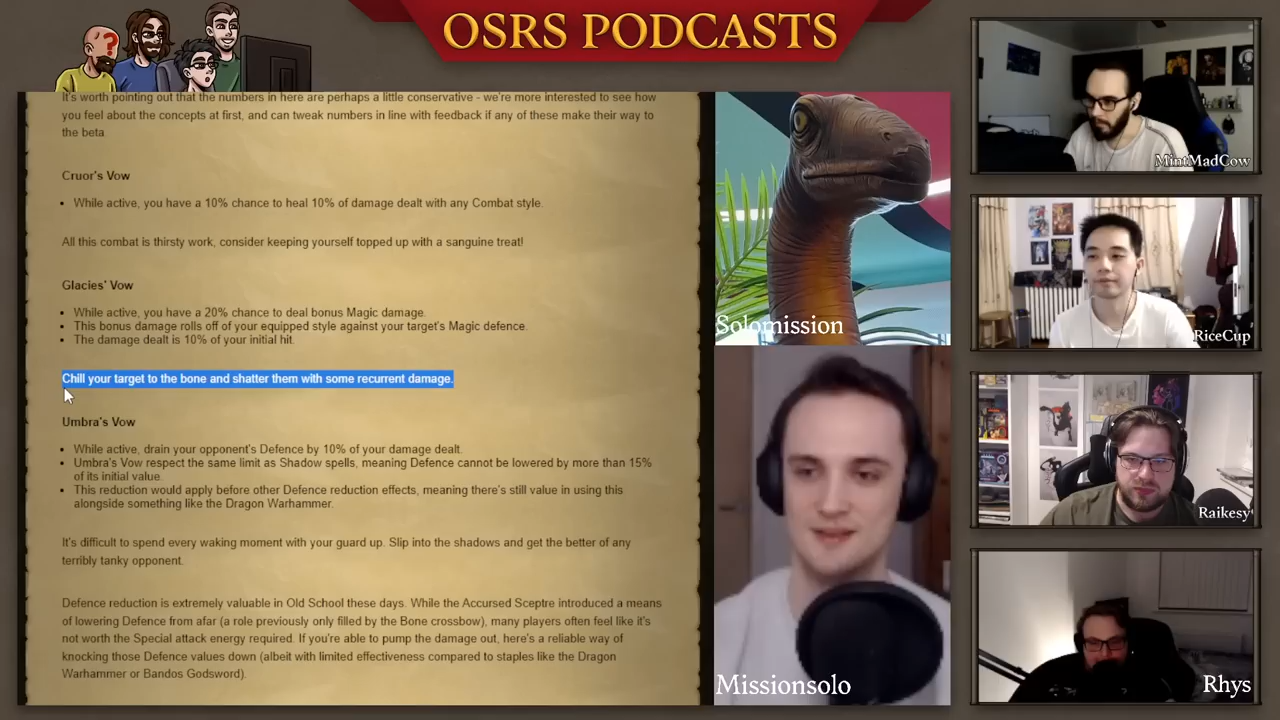 OSRS PODCASTS
It's worth pointing out that the numbers in here are perhaps a little conservative - we're more interested to see how
you feel about the concepts at first, and can tweak numbers in line with feedback if any of these make their way to
the beta.
Cruor's Vow
• While active, you have a 10% chance to heal 10% of damage dealt with any Combat style.
All this combat is thirsty work, consider keeping yourself topped up with a sanguine treat!
Glacies' Vow
• While active, you have a 20% chance to deal bonus Magic damage.
• This bonus damage rolls off of your equipped style against your target's Magic defence.
• The damage dealt is 10% of your initial hit.
Chill your target to the bone and shatter them with some recurrent damage.
Umbra's Vow
• While active, drain your opponent's Defence by 10% of your damage dealt.
• Umbra's Vow respect the same limit as Shadow spells, meaning Defence cannot be lowered by more than 15%
of its initial value.
• This reduction would apply before other Defence reduction effects, meaning there's still value in using this
alongside something like the Dragon Warhammer.
It's difficult to spend every waking moment with your guard up. Slip into the shadows and get the better of any
terribly tanky opponent.
Defence reduction is extremely valuable in Old School these days. While the Accursed Sceptre introduced a means
of lowering Defence from afar (a role previously only filled by the Bone crossbow), many players often feel like it's
not worth the Special attack energy required. If you're able to pump the damage out, here's a reliable way of
knocking those Defence values down (albeit with limited effectiveness compared to staples like the Dragon
Warhammer or Bandos Godsword).
Solomission
Missionsolo
MintMadCow
RiceCup
Raikesy
Rhys
?